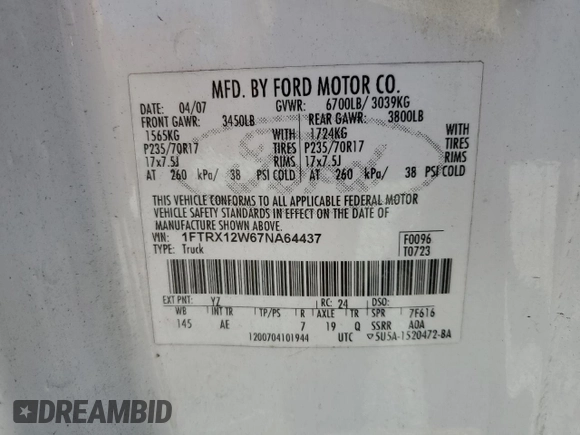 MFD. BY FORD MOTOR CO.
DATE: 04/07 GVWR: 6700LB/ 3039KG
FRONT GAWR: 3450LB REAR GAWR: 3800LB
1565KG WITH 1724KG WITH
P235/70R17 TIRES P235/70R17 TIRES
17x7.5J RIMS 17x7.5J RIMS
AT 260 kPa/ 38 PSI COLD AT 260 kPa/ 38 PSI COLD
THIS VEHICLE CONFORMS TO ALL APPLICABLE FEDERAL MOTOR
VEHICLE SAFETY STANDARDS IN EFFECT ON THE DATE OF
MANUFACTURE SHOWN ABOVE.
VIN: 1FTRX12W67NA64437 F0096
TYPE: Truck T0723
EXT PNT: YZ RC: 24 DSO:
WB INT TR TP/PS R AXLE TR SPR 7F616
145 AE 7 19 Q SSRR AOA
1200704101944 UTC ▽5U5A-1520472-BA
DREAMBID